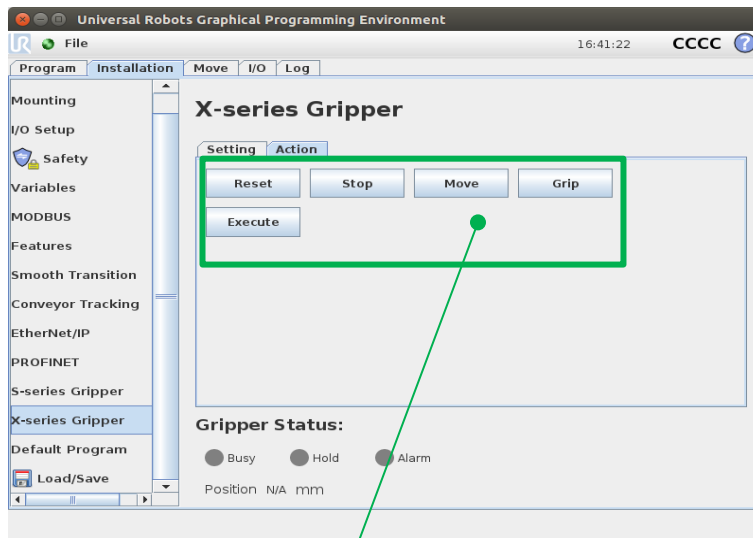 Universal Robots Graphical Programming Environment
UR File 16:41:22 CCCC ?
Program Installation Move I/O Log
Mounting
I/O Setup
Safety
Variables
MODBUS
Features
Smooth Transition
Conveyor Tracking
EtherNet/IP
PROFINET
S-series Gripper
X-series Gripper
Default Program
Load/Save
X-series Gripper
Setting Action
Reset Stop Move Grip
Execute
Gripper Status:
Busy Hold Alarm
Position N/A mm